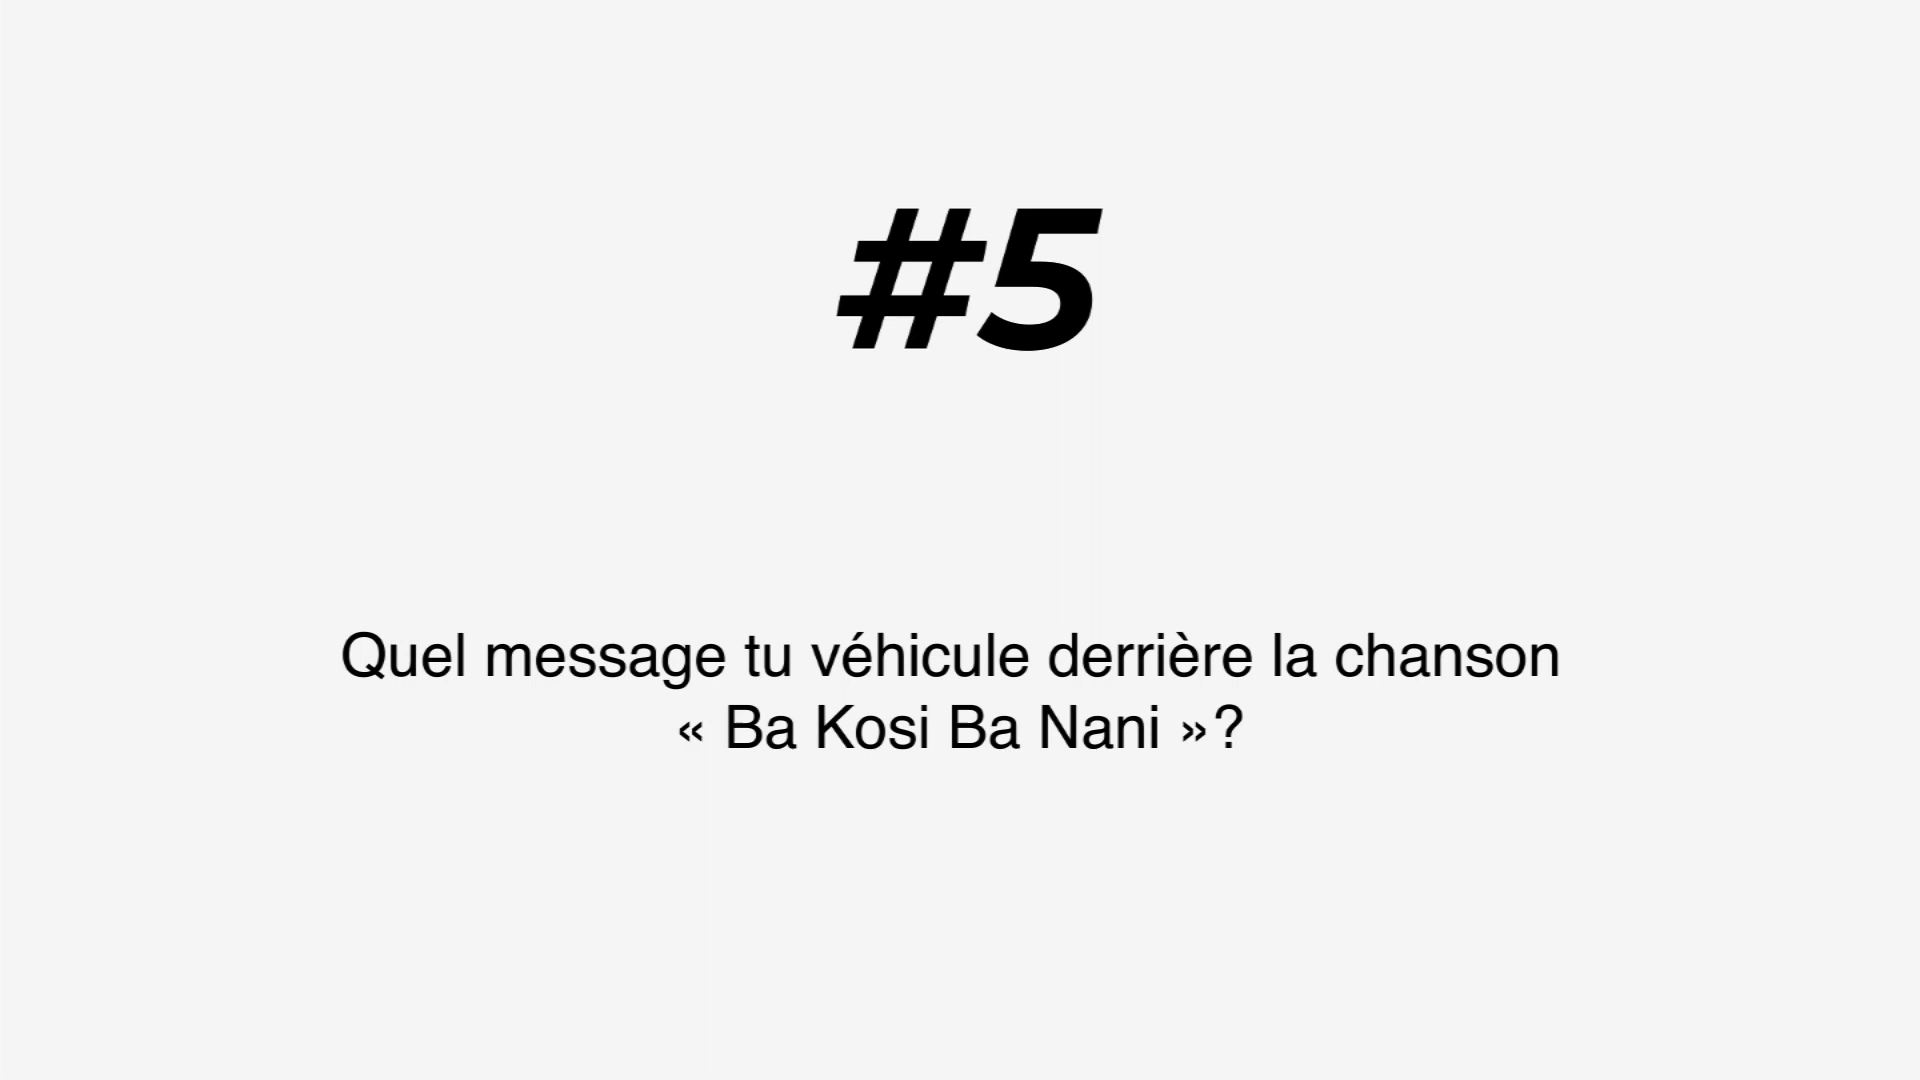 #5
Quel message tu véhicule derrière la chanson
« Ba Kosi Ba Nani »?